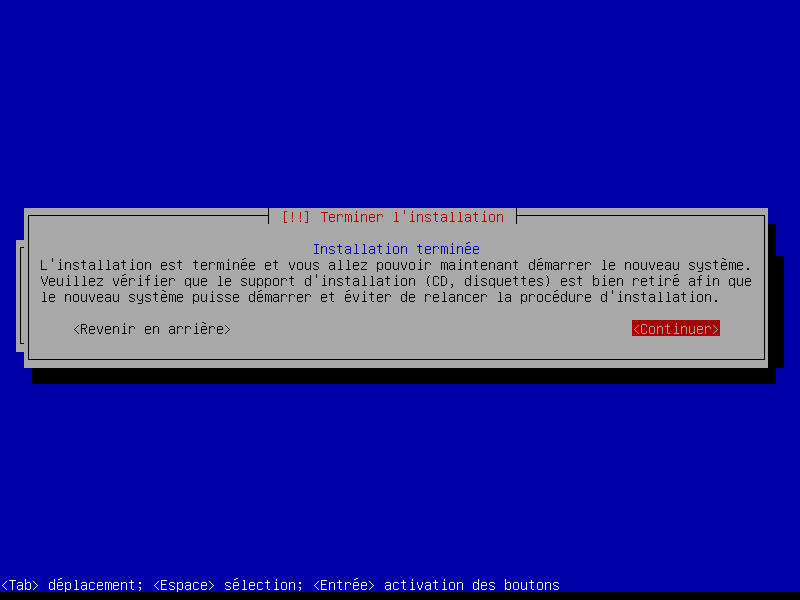 [!!] Terminer l'installation
Installation terminée
L'installation est terminée et vous allez pouvoir maintenant démarrer le nouveau système.
Veuillez vérifier que le support d'installation (CD, disquettes) est bien retiré afin que
le nouveau système puisse démarrer et éviter de relancer la procédure d'installation.
<Revenir en arrière> <Continuer>
<Tab> déplacement; <Espace> sélection; <Entrée> activation des boutons